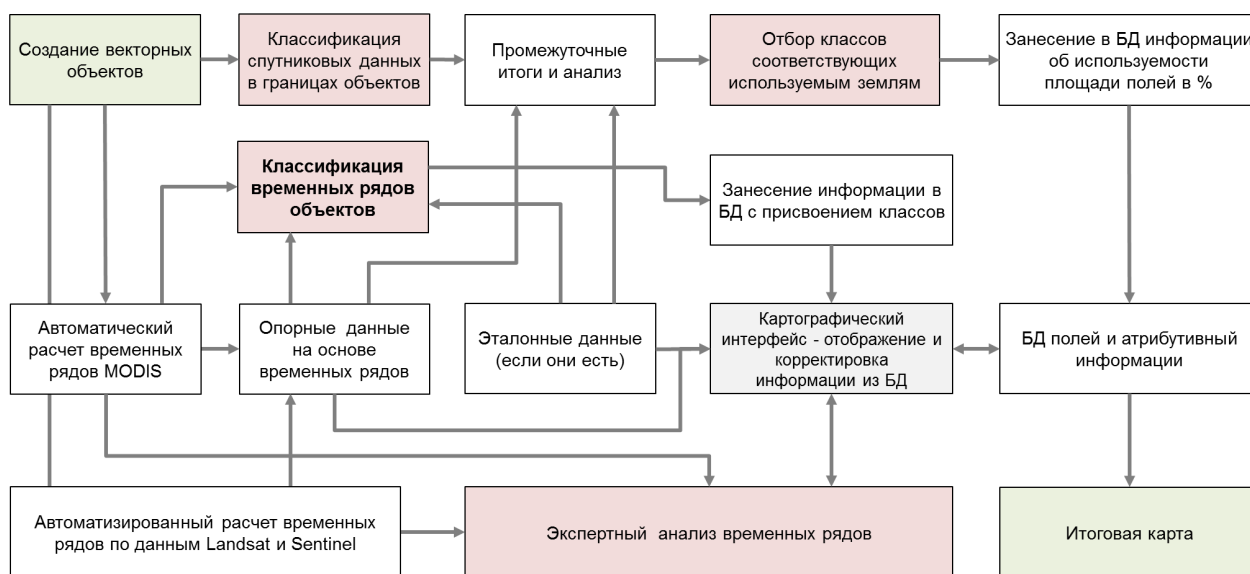 Создание векторных
объектов
Классификация
спутниковых данных
в границах объектов
Промежуточные
итоги и анализ
Отбор классов
соответствующих
используемым землям
Занесение в БД информации
об используемости
площади полей в %
Классификация
временных рядов
объектов
Занесение информации в
БД с присвоением классов
Автоматический
расчет временных
рядов MODIS
Опорные данные
на основе
временных рядов
Эталонные данные
(если они есть)
Картографический
интерфейс - отображение и
корректировка
информации из БД
БД полей и атрибутивный
информации
Автоматизированный расчет временных
рядов по данным Landsat и Sentinel
Экспертный анализ временных рядов
Итоговая карта